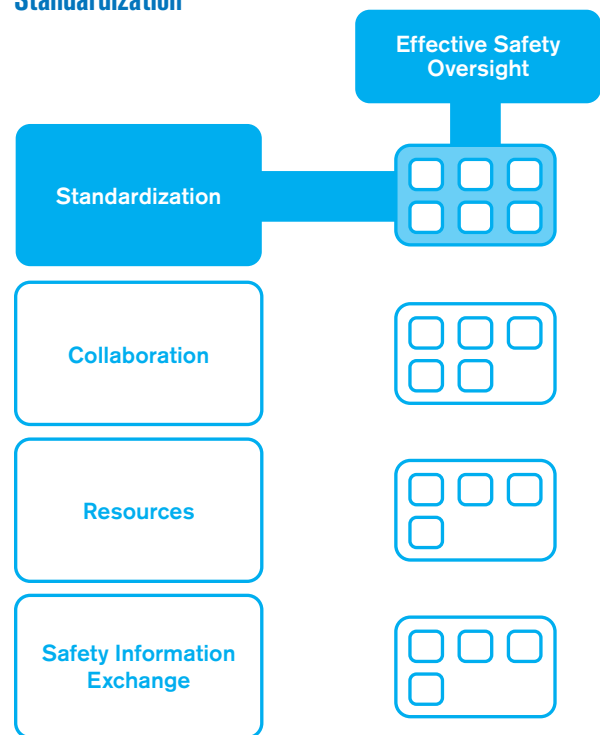 Standardization
Effective Safety
Oversight
Standardization
Collaboration
Resources
Safety Information
Exchange